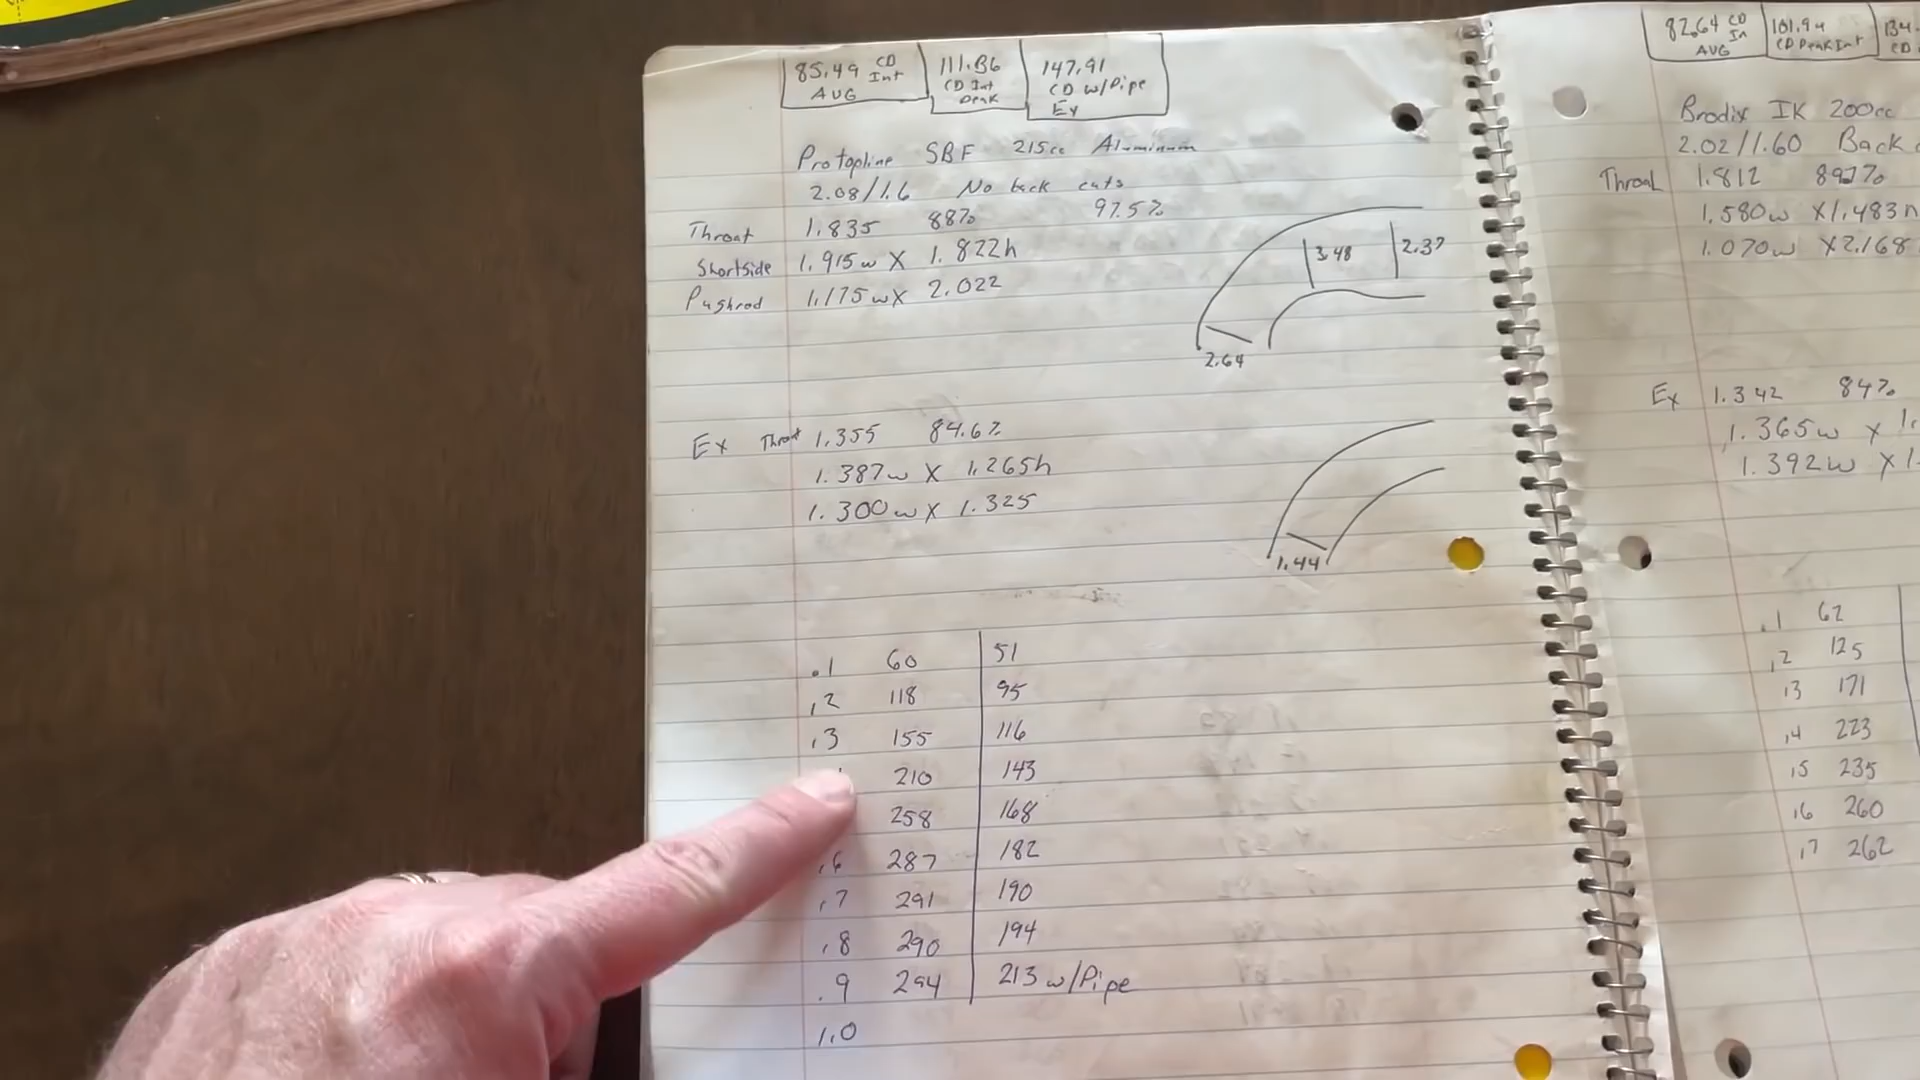 85.49 CD Int AVG
111.86 CD Int Peak
147.91 CD w/Pipe Ex
Protopline SBF 215cc Aluminum
2.08/1.6 No back cuts
Throat 1.835 88% 97.5%
Shortside 1.915w X 1.822h
Pushrod 1.175w X 2.022
3.48 2.37
2.64
Ex Throat 1.355 84.6%
1.387w X 1.265h
1.300w X 1.325
1.44
.1 60 51
.2 118 95
.3 155 116
210 143
258 168
.6 287 182
.7 291 190
.8 290 194
.9 294 213 w/Pipe
1.0
82.64 CD In AVG
101.94 CD Peak Int
134.
CD
Brodix IK 200cc
2.02/1.60 Back
Throat 1.812 89.7%
1.580w X 1.483h
1.070w X 2.168
Ex 1.342 84%
1.365w X 1.
1.392w X 1.
.1 62
.2 125
.3 171
.4 223
.5 235
.6 260
.7 262